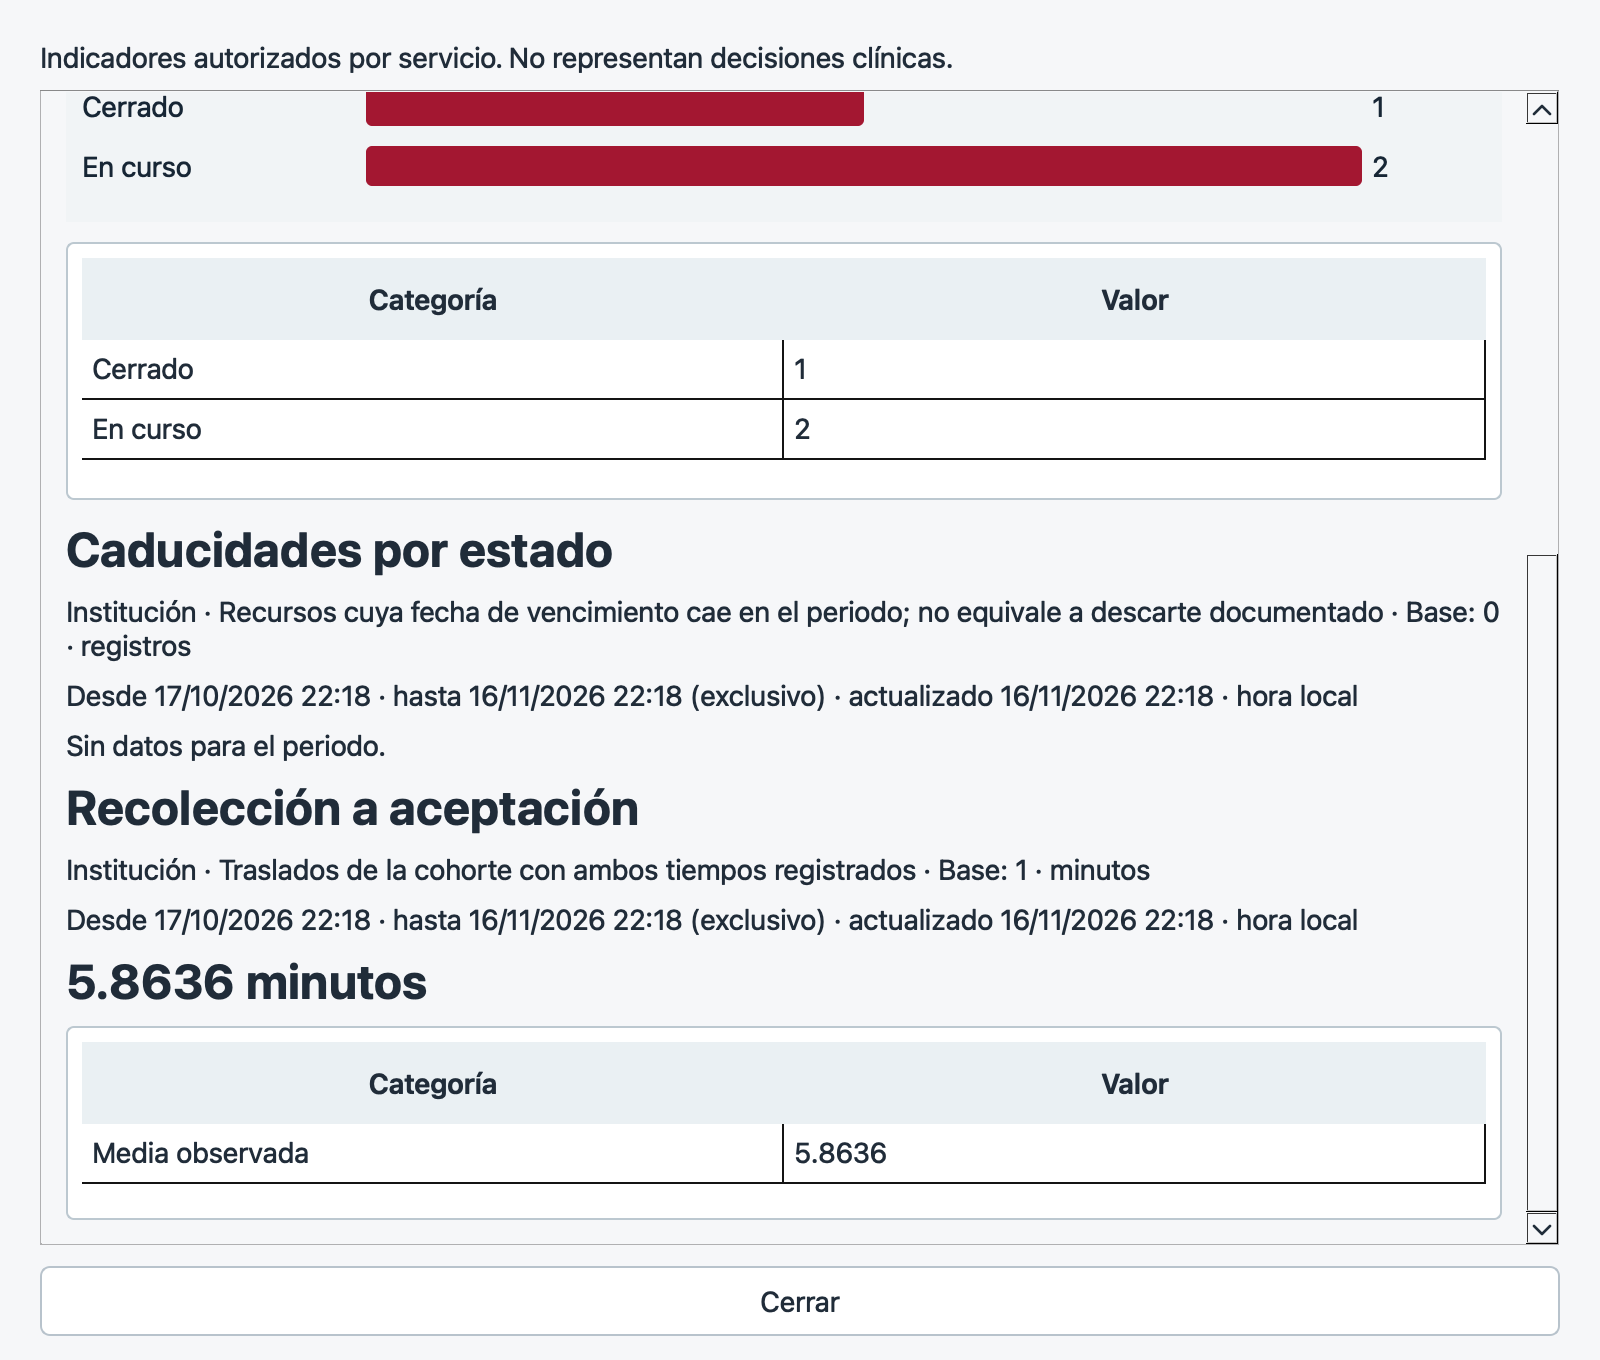 Indicadores autorizados por servicio. No representan decisiones clínicas.
Cerrado 1
En curso 2
Categoría Valor
Cerrado 1
En curso 2
Caducidades por estado
Institución · Recursos cuya fecha de vencimiento cae en el periodo; no equivale a descarte documentado · Base: 0
· registros
Desde 17/10/2026 22:18 · hasta 16/11/2026 22:18 (exclusivo) · actualizado 16/11/2026 22:18 · hora local
Sin datos para el periodo.
Recolección a aceptación
Institución · Traslados de la cohorte con ambos tiempos registrados · Base: 1 · minutos
Desde 17/10/2026 22:18 · hasta 16/11/2026 22:18 (exclusivo) · actualizado 16/11/2026 22:18 · hora local
5.8636 minutos
Categoría Valor
Media observada 5.8636
Cerrar